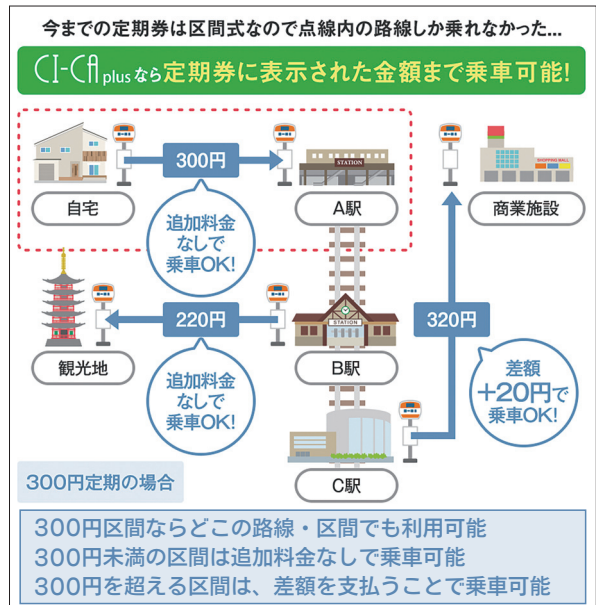 今までの定期券は区間式なので点線内の路線しか乗れなかった...
CI-CA plusなら定期券に表示された金額まで乗車可能!
300円
STATION
SHOPPING MALL
自宅
A駅
商業施設
追加料金
なしで
乗車OK!
220円
STATION
320円
観光地
B駅
追加料金
なしで
乗車OK!
差額
+20円で
乗車OK!
C駅
300円定期の場合
300円区間ならどこの路線・区間でも利用可能
300円未満の区間は追加料金なしで乗車可能
300円を超える区間は、差額を支払うことで乗車可能